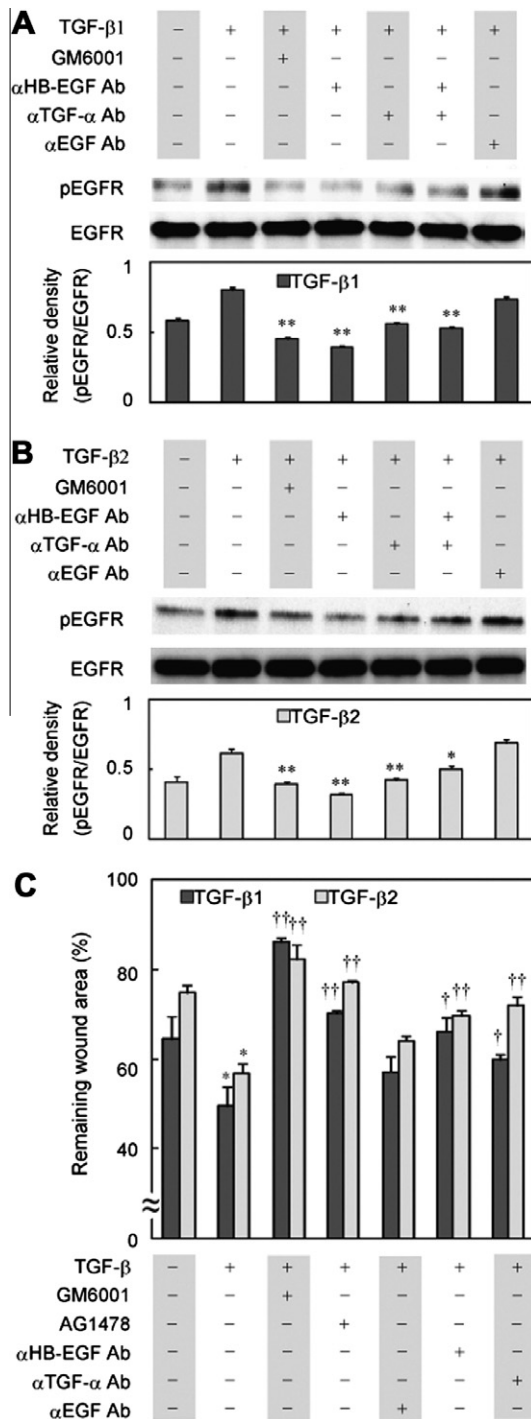 A
TGF-β1 − + + + + + +
GM6001 − − + − − − −
αHB-EGF Ab − − − + − + −
αTGF-α Ab − − − − + + −
αEGF Ab − − − − − − +
pEGFR
EGFR
Relative density
(pEGFR/EGFR)
1
0.5
0
TGF-β1
** ** ** **
B
TGF-β2 − + + + + + +
GM6001 − − + − − − −
αHB-EGF Ab − − − + − + −
αTGF-α Ab − − − − + + −
αEGF Ab − − − − − − +
pEGFR
EGFR
Relative density
(pEGFR/EGFR)
1
0.5
0
TGF-β2
** ** ** *
C
Remaining wound area (%)
100
80
60
40
0
≈
TGF-β1 TGF-β2
* * †† †† †† †† † †† † ††
TGF-β − + + + + + +
GM6001 − − + − − − −
AG1478 − − − + − − −
αHB-EGF Ab − − − − − + −
αTGF-α Ab − − − − − − +
αEGF Ab − − − − + − −